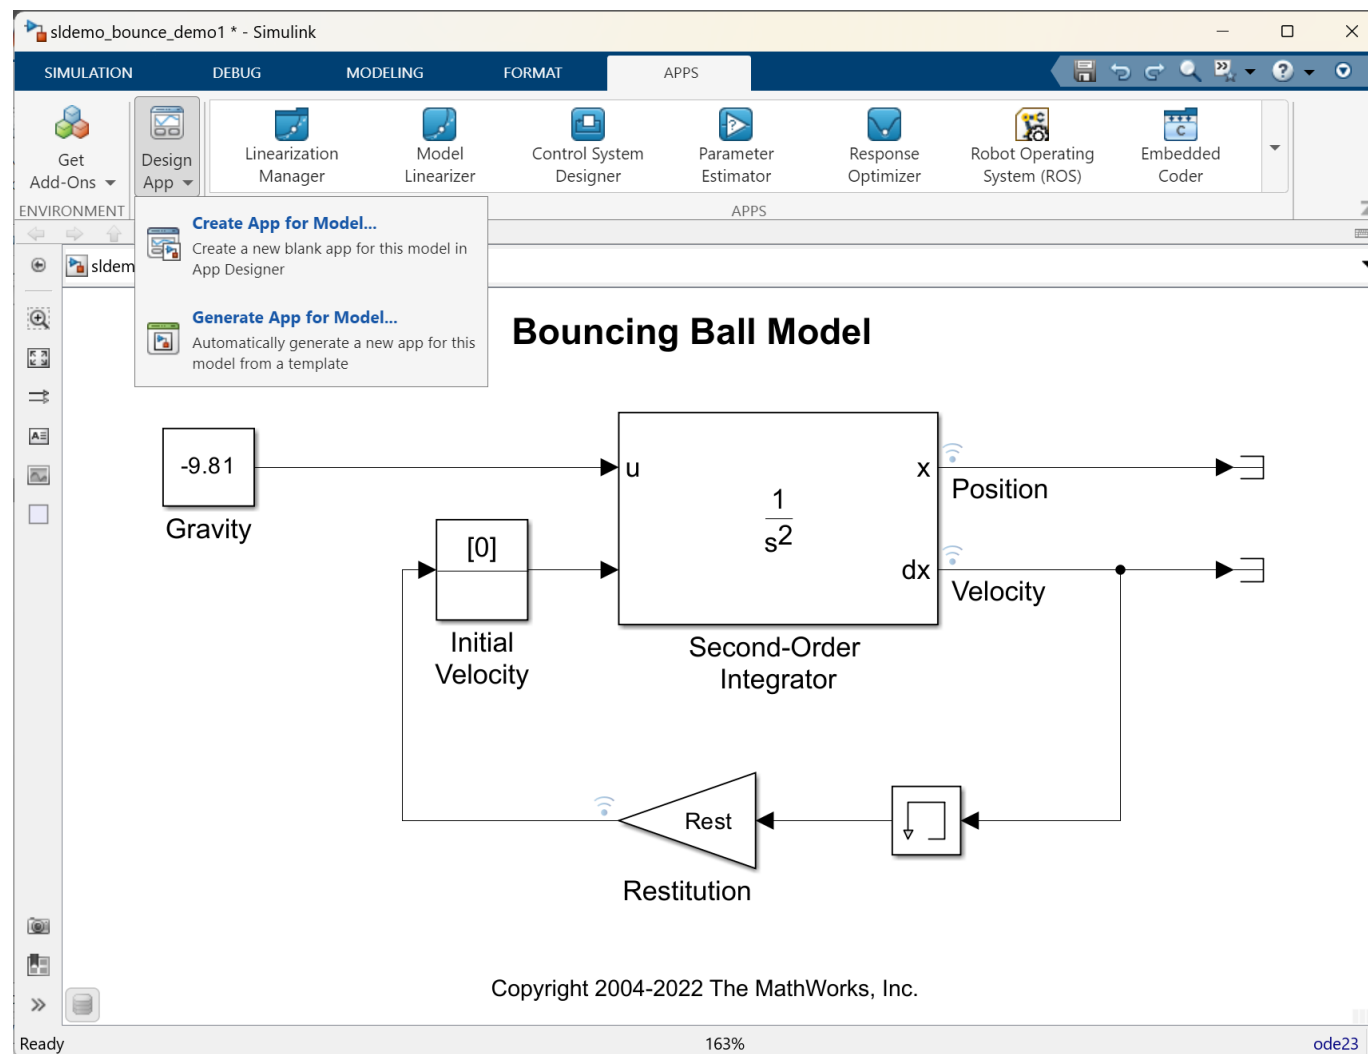 sldemo_bounce_demo1 * - Simulink
SIMULATION DEBUG MODELING FORMAT APPS
Get
Add-Ons
Design
App
Linearization
Manager
Model
Linearizer
Control System
Designer
Parameter
Estimator
Response
Optimizer
Robot Operating
System (ROS)
Embedded
Coder
ENVIRONMENT
APPS
Create App for Model...
Create a new blank app for this model in
App Designer
Generate App for Model...
Automatically generate a new app for this
model from a template
sldem
Bouncing Ball Model
-9.81
Gravity
[0]
Initial
Velocity
u
1
s2
x
dx
Second-Order
Integrator
Position
Velocity
Rest
Restitution
Copyright 2004-2022 The MathWorks, Inc.
Ready 163% ode23